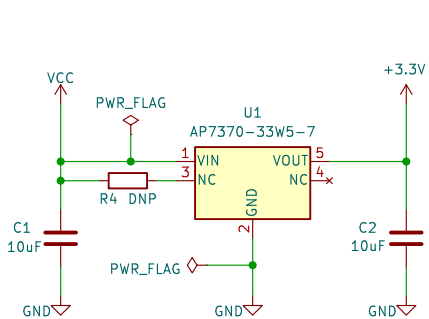 VCC
+3.3V
PWR_FLAG
U1
AP7370-33W5-7
1 VIN VOUT 5
3 NC NC 4
R4 DNP
GND
2
C1
10uF
C2
10uF
PWR_FLAG
GND
GND
GND